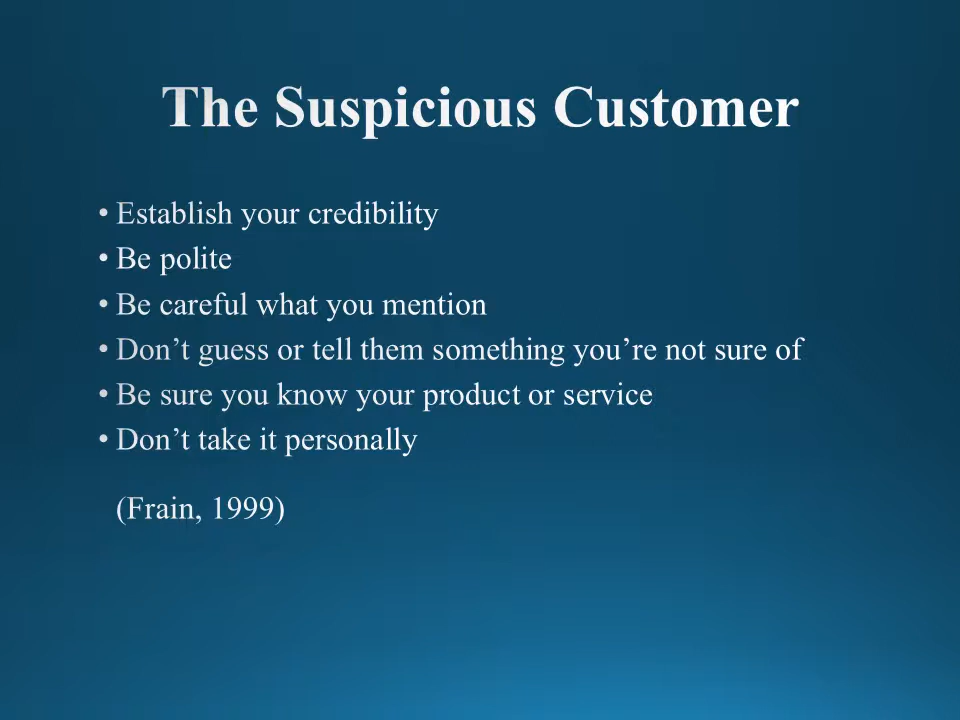 The Suspicious Customer
• Establish your credibility
• Be polite
• Be careful what you mention
• Don’t guess or tell them something you’re not sure of
• Be sure you know your product or service
• Don’t take it personally
(Frain, 1999)